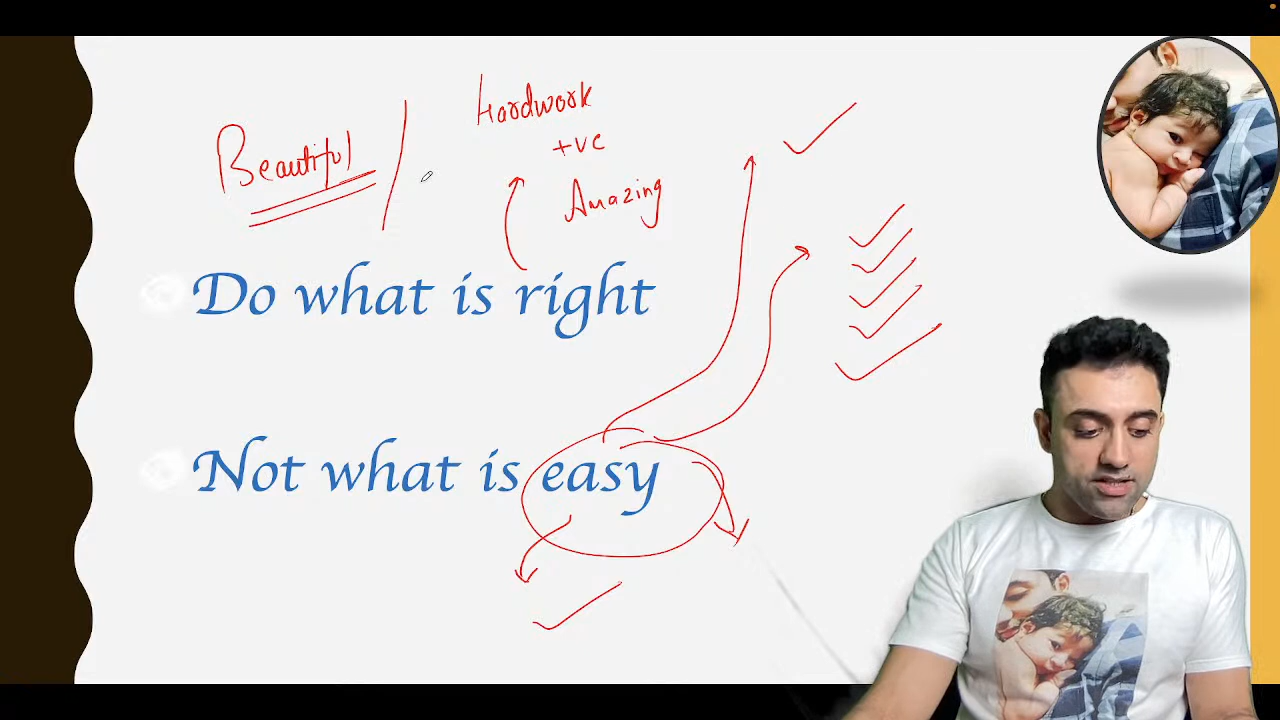 Hardwork
Beautiful
+ve
Amazing
Do what is right
Not what is easy